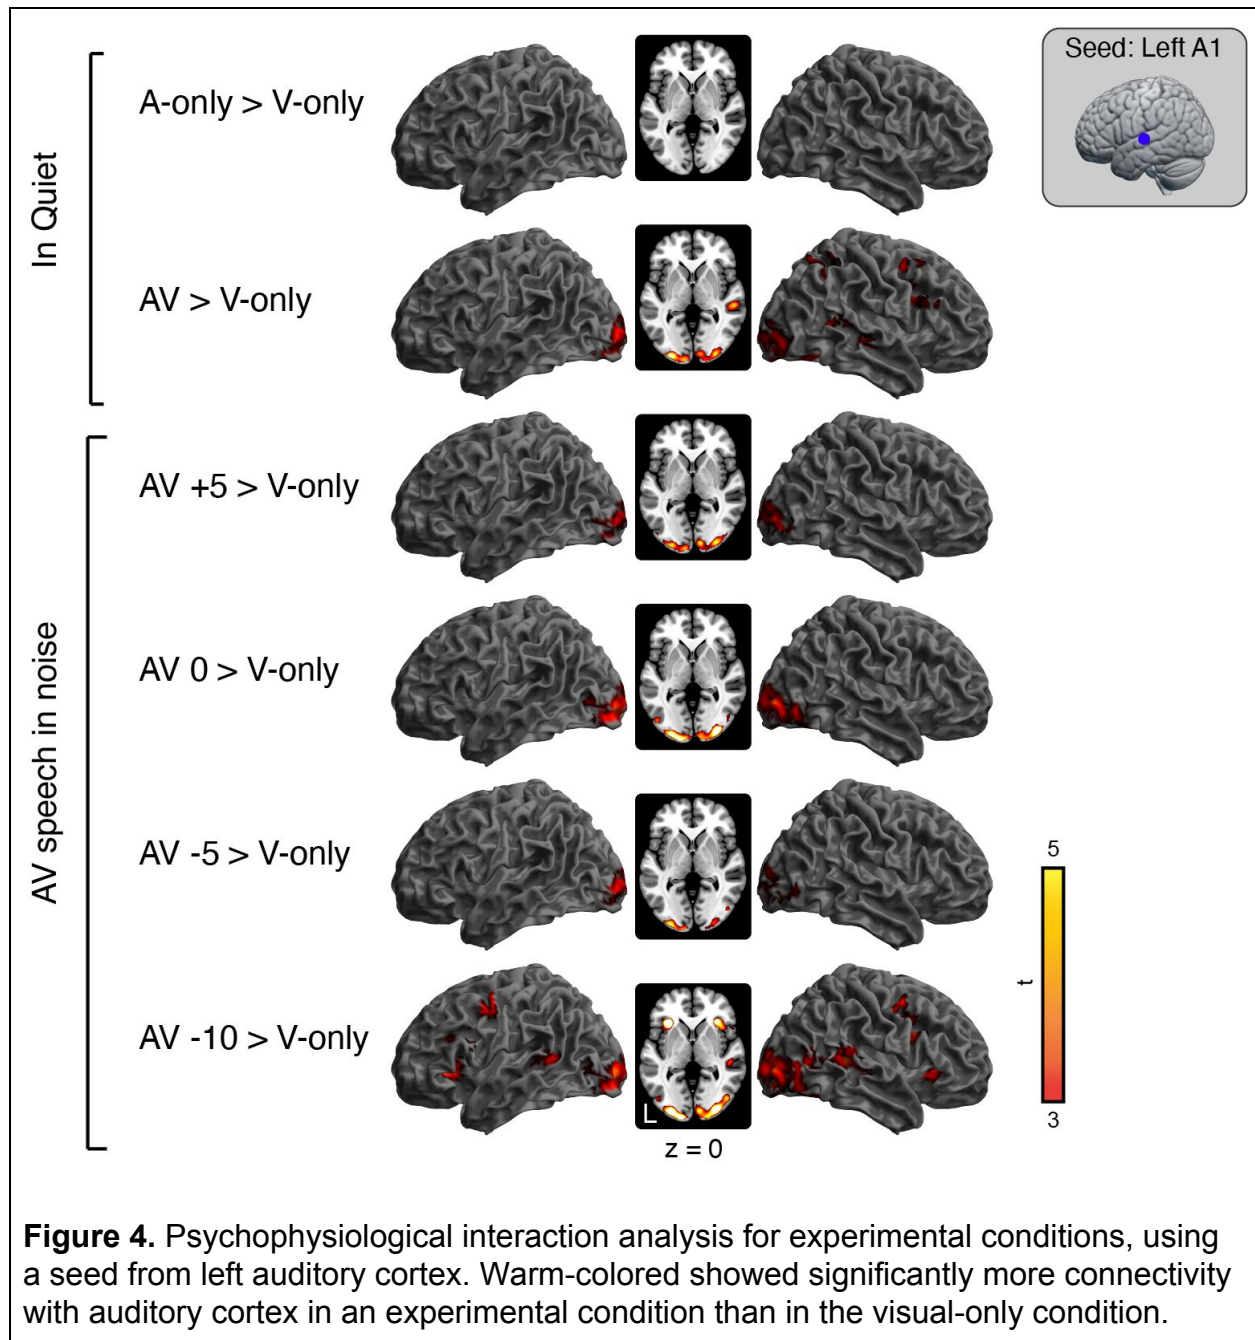 Seed: Left A1
In Quiet
A-only > V-only
AV > V-only
AV speech in noise
AV +5 > V-only
AV 0 > V-only
AV -5 > V-only
AV -10 > V-only
L
z = 0
5
t
3
Figure 4. Psychophysiological interaction analysis for experimental conditions, using
a seed from left auditory cortex. Warm-colored showed significantly more connectivity
with auditory cortex in an experimental condition than in the visual-only condition.